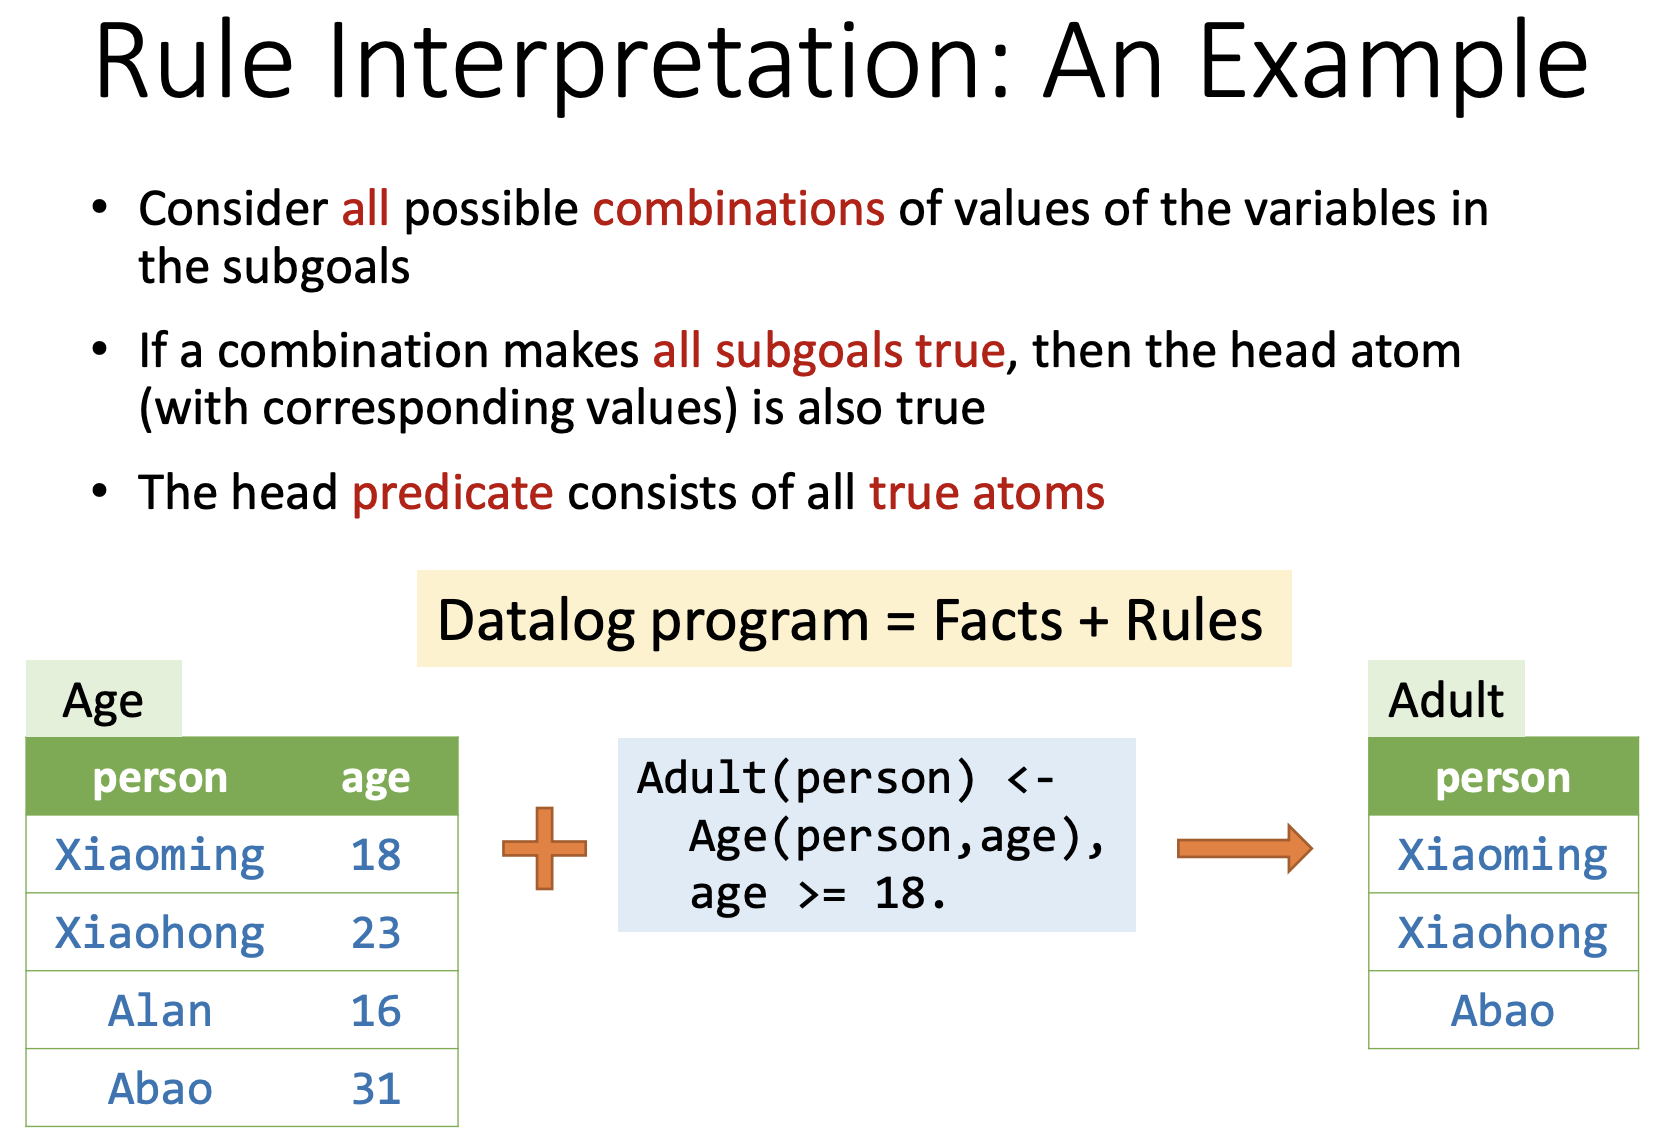 Rule Interpretation: An Example
• Consider all possible combinations of values of the variables in
the subgoals
• If a combination makes all subgoals true, then the head atom
(with corresponding values) is also true
• The head predicate consists of all true atoms
Datalog program = Facts + Rules
Age
person age
Xiaoming 18
Xiaohong 23
Alan 16
Abao 31
Adult(person) <-
Age(person,age),
age >= 18.
Adult
person
Xiaoming
Xiaohong
Abao